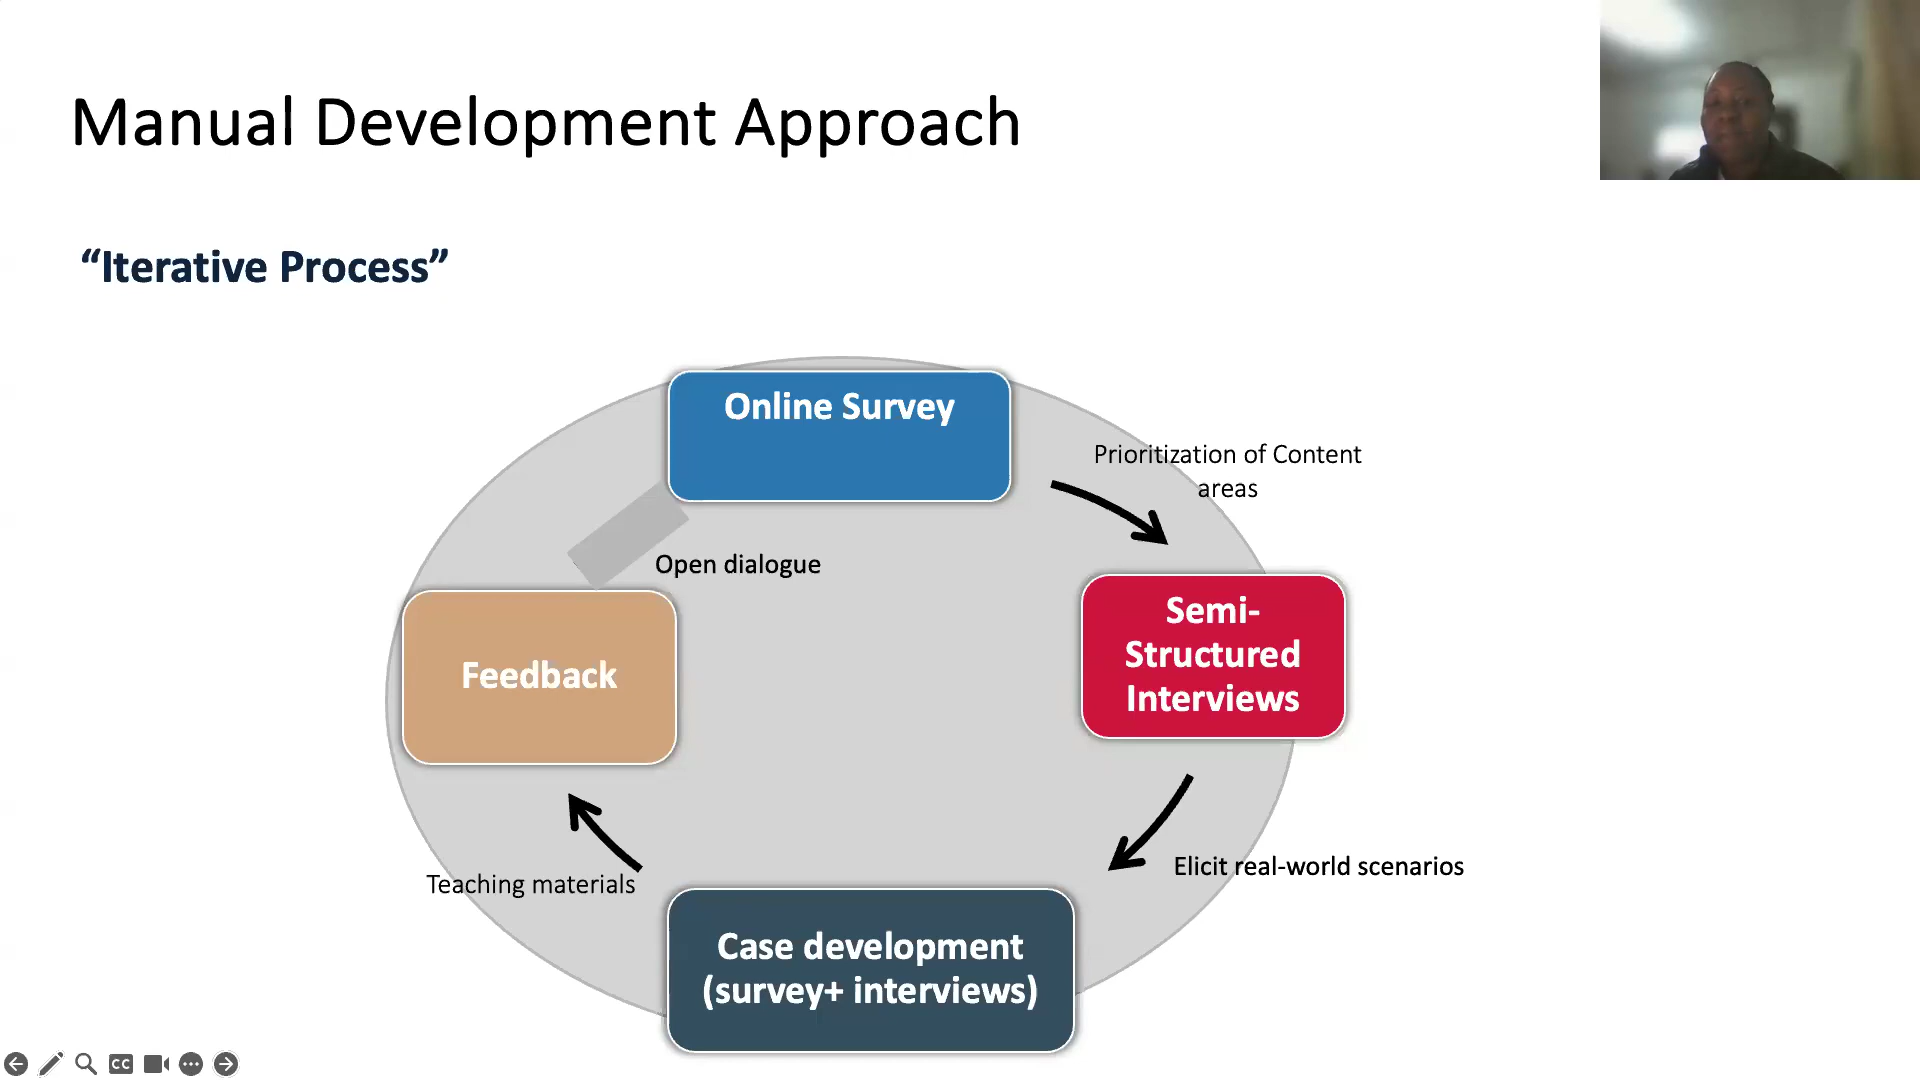 Manual Development Approach
“Iterative Process”
Online Survey
Prioritization of Content
areas
Open dialogue
Semi-
Structured
Interviews
Feedback
Elicit real-world scenarios
Teaching materials
Case development
(survey+ interviews)
CC